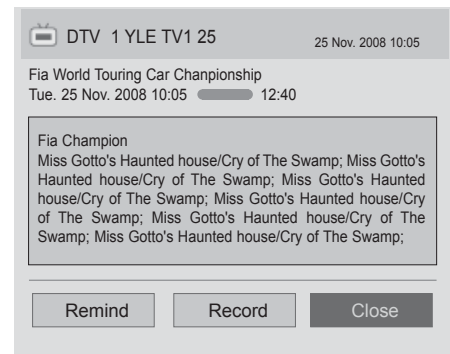 DTV 1 YLE TV1 25
25 Nov. 2008 10:05
Fia World Touring Car Chanpionship
Tue. 25 Nov. 2008 10:05 12:40
Fia Champion
Miss Gotto's Haunted house/Cry of The Swamp; Miss Gotto's
Haunted house/Cry of The Swamp; Miss Gotto's Haunted
house/Cry of The Swamp; Miss Gotto's Haunted house/Cry
of The Swamp; Miss Gotto's Haunted house/Cry of The
Swamp; Miss Gotto's Haunted house/Cry of The Swamp;
Remind
Record
Close